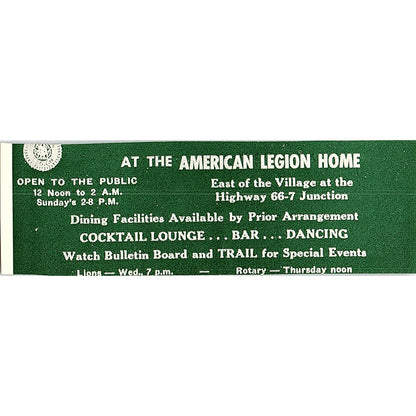 AT THE AMERICAN LEGION HOME
OPEN TO THE PUBLIC
12 Noon to 2 A.M.
Sunday's 2-8 P.M.
East of the Village at the
Highway 66-7 Junction
Dining Facilities Available by Prior Arrangement
COCKTAIL LOUNGE . . . BAR . . . DANCING
Watch Bulletin Board and TRAIL for Special Events
Lions — Wed., 7 p.m. — Rotary — Thursday noon